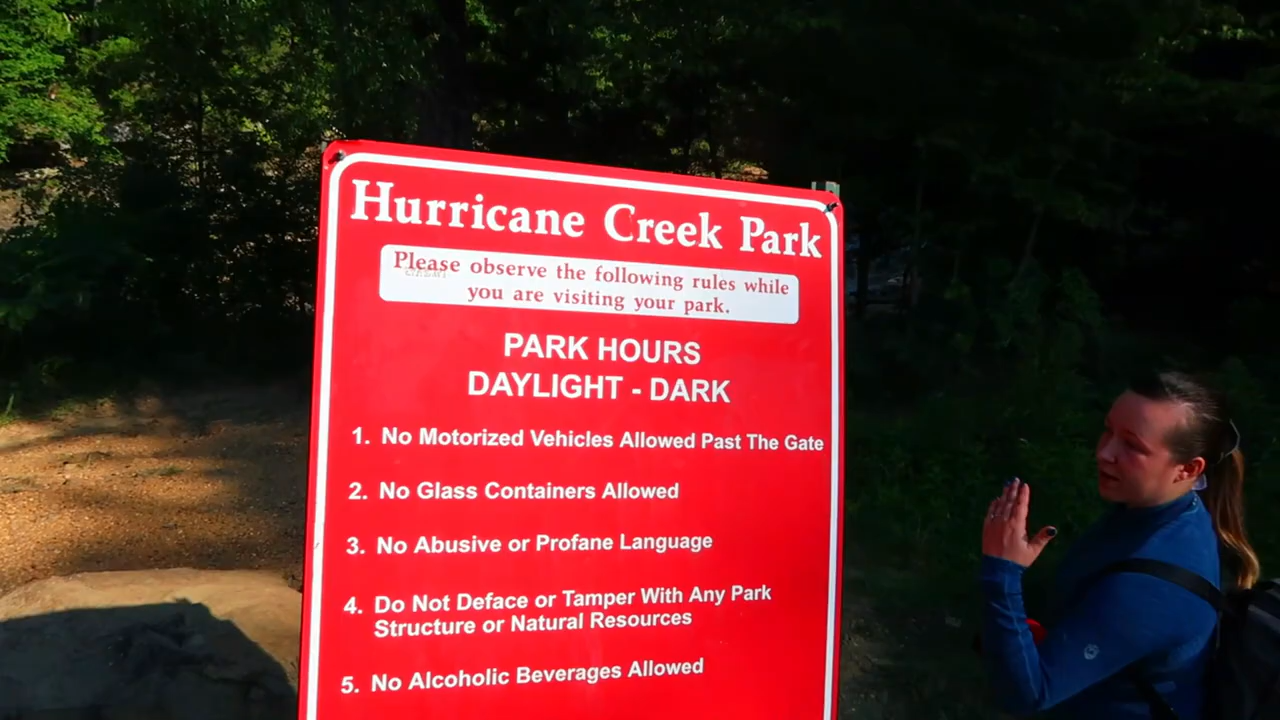 Hurricane Creek Park
Please observe the following rules while
you are visiting your park.
PARK HOURS
DAYLIGHT - DARK
1. No Motorized Vehicles Allowed Past The Gate
2. No Glass Containers Allowed
3. No Abusive or Profane Language
4. Do Not Deface or Tamper With Any Park
Structure or Natural Resources
5. No Alcoholic Beverages Allowed